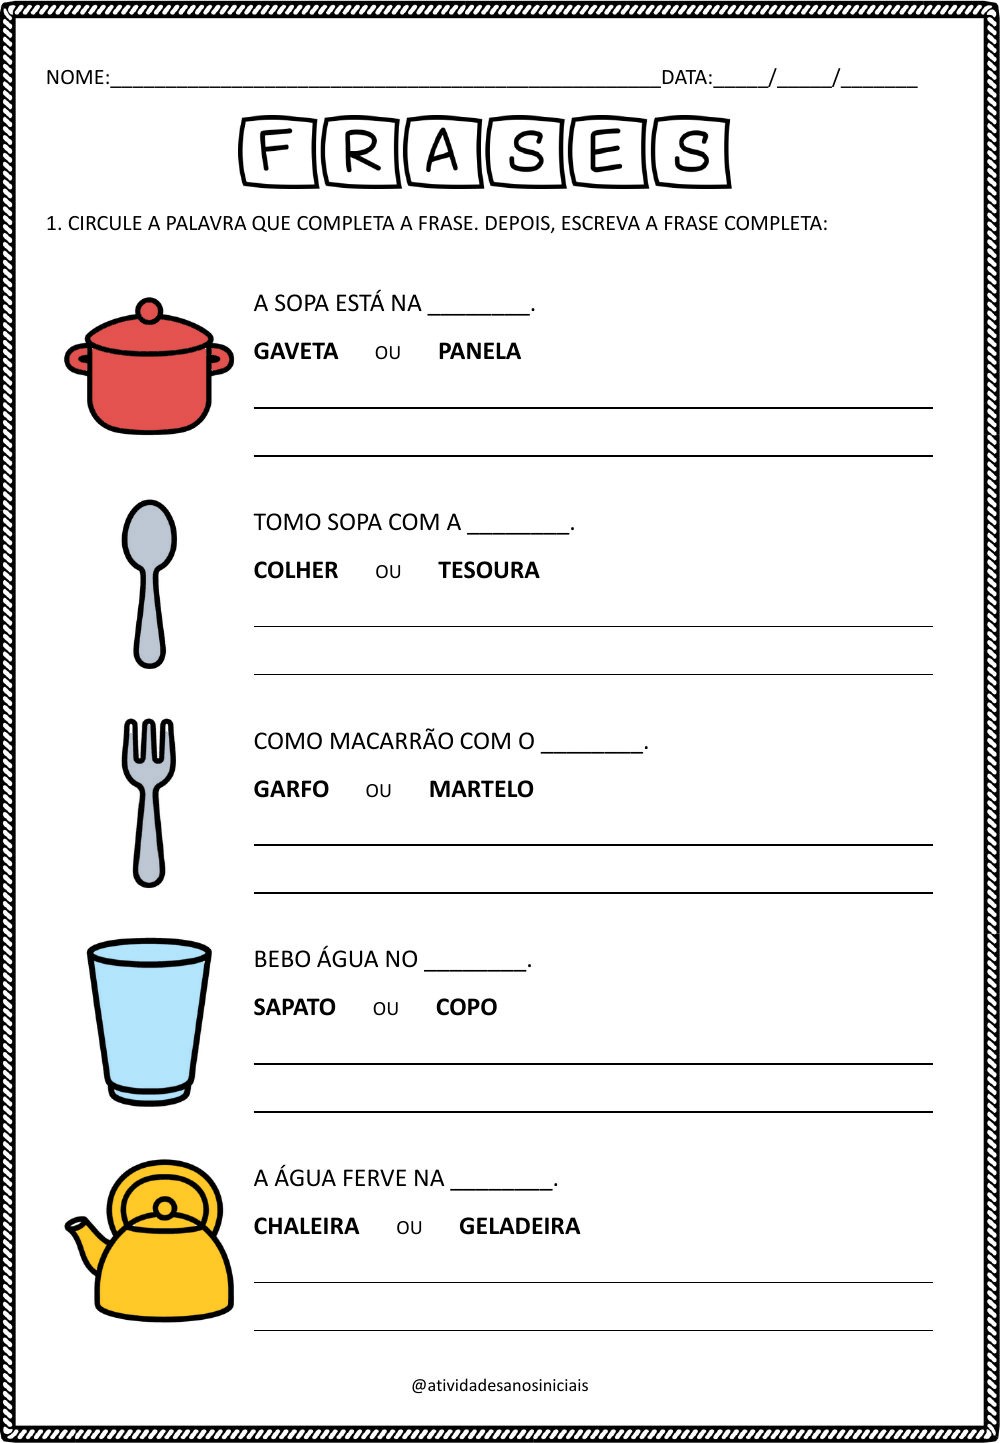 NOME:__________________________________________________DATA:_____/_____/_______
FRASES
1. CIRCULE A PALAVRA QUE COMPLETA A FRASE. DEPOIS, ESCREVA A FRASE COMPLETA:
A SOPA ESTÁ NA ________.
GAVETA OU PANELA
TOMO SOPA COM A ________.
COLHER OU TESOURA
COMO MACARRÃO COM O ________.
GARFO OU MARTELO
BEBO ÁGUA NO ________.
SAPATO OU COPO
A ÁGUA FERVE NA ________.
CHALEIRA OU GELADEIRA
@atividadesanosiniciais